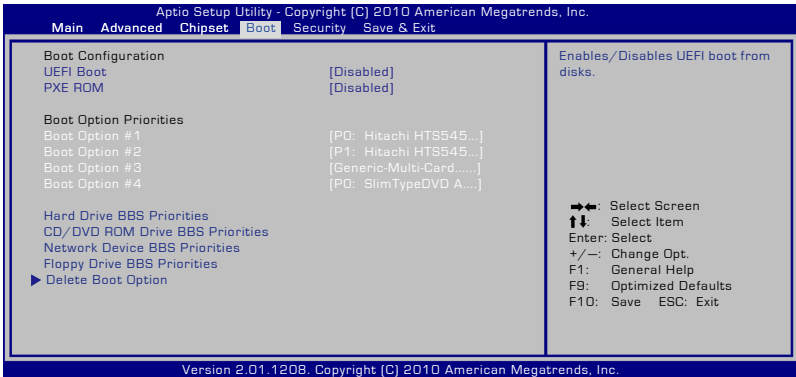 Aptio Setup Utility - Copyright (C) 2010 American Megatrends, Inc.
Main Advanced Chipset Boot Security Save & Exit
Boot Configuration
UEFI Boot [Disabled]
PXE ROM [Disabled]
Boot Option Priorities
Boot Option #1 [P0: Hitachi HTS545...]
Boot Option #2 [P1: Hitachi HTS545...]
Boot Option #3 [Generic-Multi-Card......]
Boot Option #4 [P0: SlimTypeDVD A....]
Hard Drive BBS Priorities
CD/DVD ROM Drive BBS Priorities
Network Device BBS Priorities
Floppy Drive BBS Priorities
Delete Boot Option
Enables/Disables UEFI boot from
disks.
→←: Select Screen
↑↓: Select Item
Enter: Select
+/—: Change Opt.
F1: General Help
F9: Optimized Defaults
F10: Save ESC: Exit
Version 2.01.1208. Copyright (C) 2010 American Megatrends, Inc.